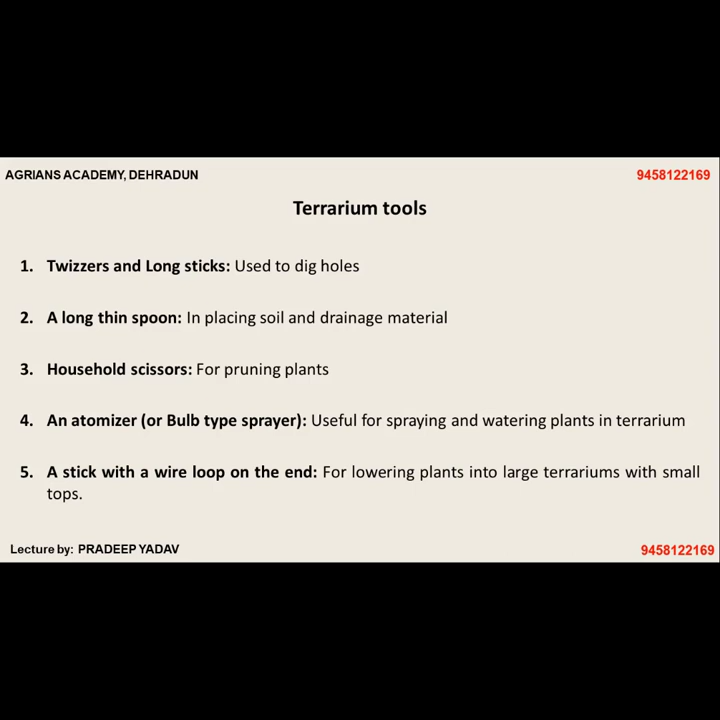 AGRIANS ACADEMY, DEHRADUN 9458122169
Terrarium tools
1. Twizzers and Long sticks: Used to dig holes
2. A long thin spoon: In placing soil and drainage material
3. Household scissors: For pruning plants
4. An atomizer (or Bulb type sprayer): Useful for spraying and watering plants in terrarium
5. A stick with a wire loop on the end: For lowering plants into large terrariums with small
tops.
Lecture by: PRADEEP YADAV 9458122169